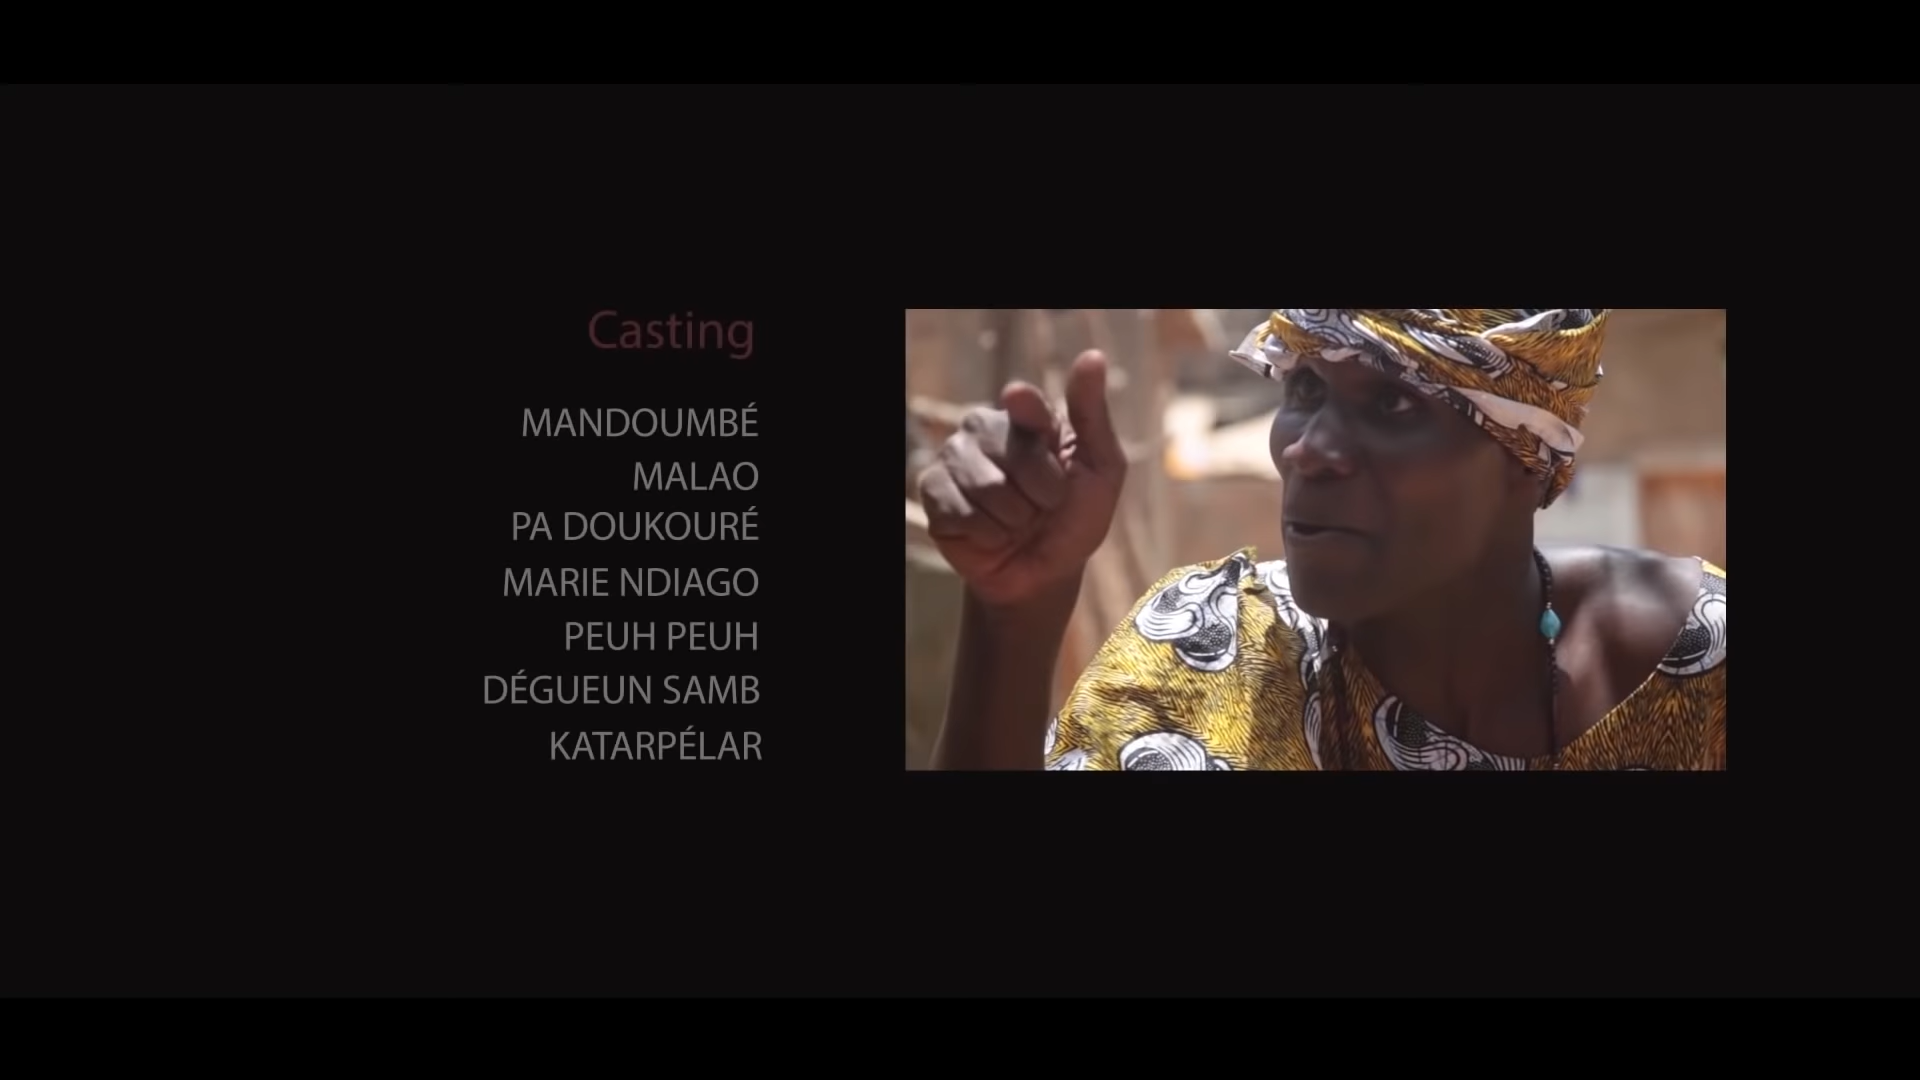 Casting
MANDOUMBÉ
MALAO
PA DOUKOURÉ
MARIE NDIAGO
PEUH PEUH
DÉGUEUN SAMB
KATARPÉLAR